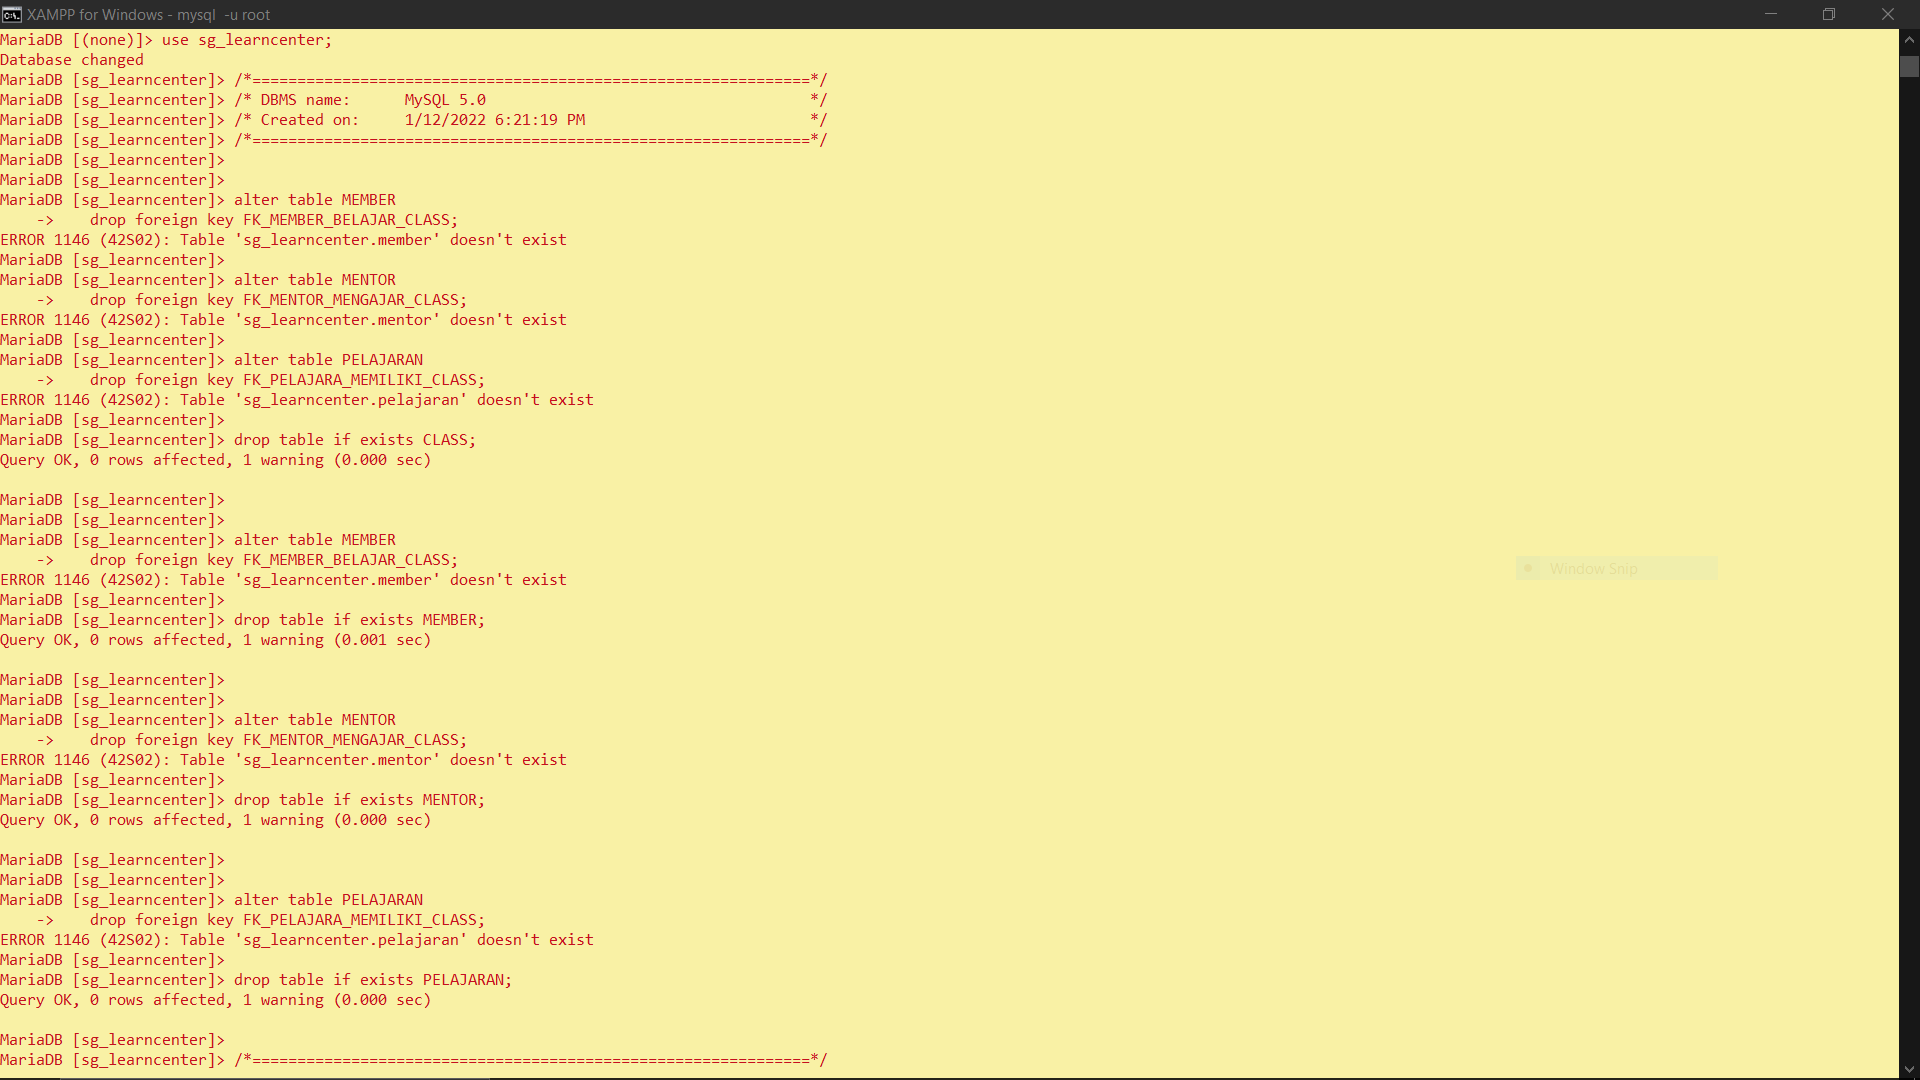 XAMPP for Windows - mysql  -u root
MariaDB [(none)]> use sg_learncenter;
Database changed
MariaDB [sg_learncenter]> /*==============================================================*/
MariaDB [sg_learncenter]> /* DBMS name:      MySQL 5.0                                    */
MariaDB [sg_learncenter]> /* Created on:     1/12/2022 6:21:19 PM                         */
MariaDB [sg_learncenter]> /*==============================================================*/
MariaDB [sg_learncenter]>
MariaDB [sg_learncenter]>
MariaDB [sg_learncenter]> alter table MEMBER
    ->    drop foreign key FK_MEMBER_BELAJAR_CLASS;
ERROR 1146 (42S02): Table 'sg_learncenter.member' doesn't exist
MariaDB [sg_learncenter]>
MariaDB [sg_learncenter]> alter table MENTOR
    ->    drop foreign key FK_MENTOR_MENGAJAR_CLASS;
ERROR 1146 (42S02): Table 'sg_learncenter.mentor' doesn't exist
MariaDB [sg_learncenter]>
MariaDB [sg_learncenter]> alter table PELAJARAN
    ->    drop foreign key FK_PELAJARA_MEMILIKI_CLASS;
ERROR 1146 (42S02): Table 'sg_learncenter.pelajaran' doesn't exist
MariaDB [sg_learncenter]>
MariaDB [sg_learncenter]> drop table if exists CLASS;
Query OK, 0 rows affected, 1 warning (0.000 sec)

MariaDB [sg_learncenter]>
MariaDB [sg_learncenter]>
MariaDB [sg_learncenter]> alter table MEMBER
    ->    drop foreign key FK_MEMBER_BELAJAR_CLASS;
Window Snip
ERROR 1146 (42S02): Table 'sg_learncenter.member' doesn't exist
MariaDB [sg_learncenter]>
MariaDB [sg_learncenter]> drop table if exists MEMBER;
Query OK, 0 rows affected, 1 warning (0.001 sec)

MariaDB [sg_learncenter]>
MariaDB [sg_learncenter]>
MariaDB [sg_learncenter]> alter table MENTOR
    ->    drop foreign key FK_MENTOR_MENGAJAR_CLASS;
ERROR 1146 (42S02): Table 'sg_learncenter.mentor' doesn't exist
MariaDB [sg_learncenter]>
MariaDB [sg_learncenter]> drop table if exists MENTOR;
Query OK, 0 rows affected, 1 warning (0.000 sec)

MariaDB [sg_learncenter]>
MariaDB [sg_learncenter]>
MariaDB [sg_learncenter]> alter table PELAJARAN
    ->    drop foreign key FK_PELAJARA_MEMILIKI_CLASS;
ERROR 1146 (42S02): Table 'sg_learncenter.pelajaran' doesn't exist
MariaDB [sg_learncenter]>
MariaDB [sg_learncenter]> drop table if exists PELAJARAN;
Query OK, 0 rows affected, 1 warning (0.000 sec)

MariaDB [sg_learncenter]>
MariaDB [sg_learncenter]> /*==============================================================*/